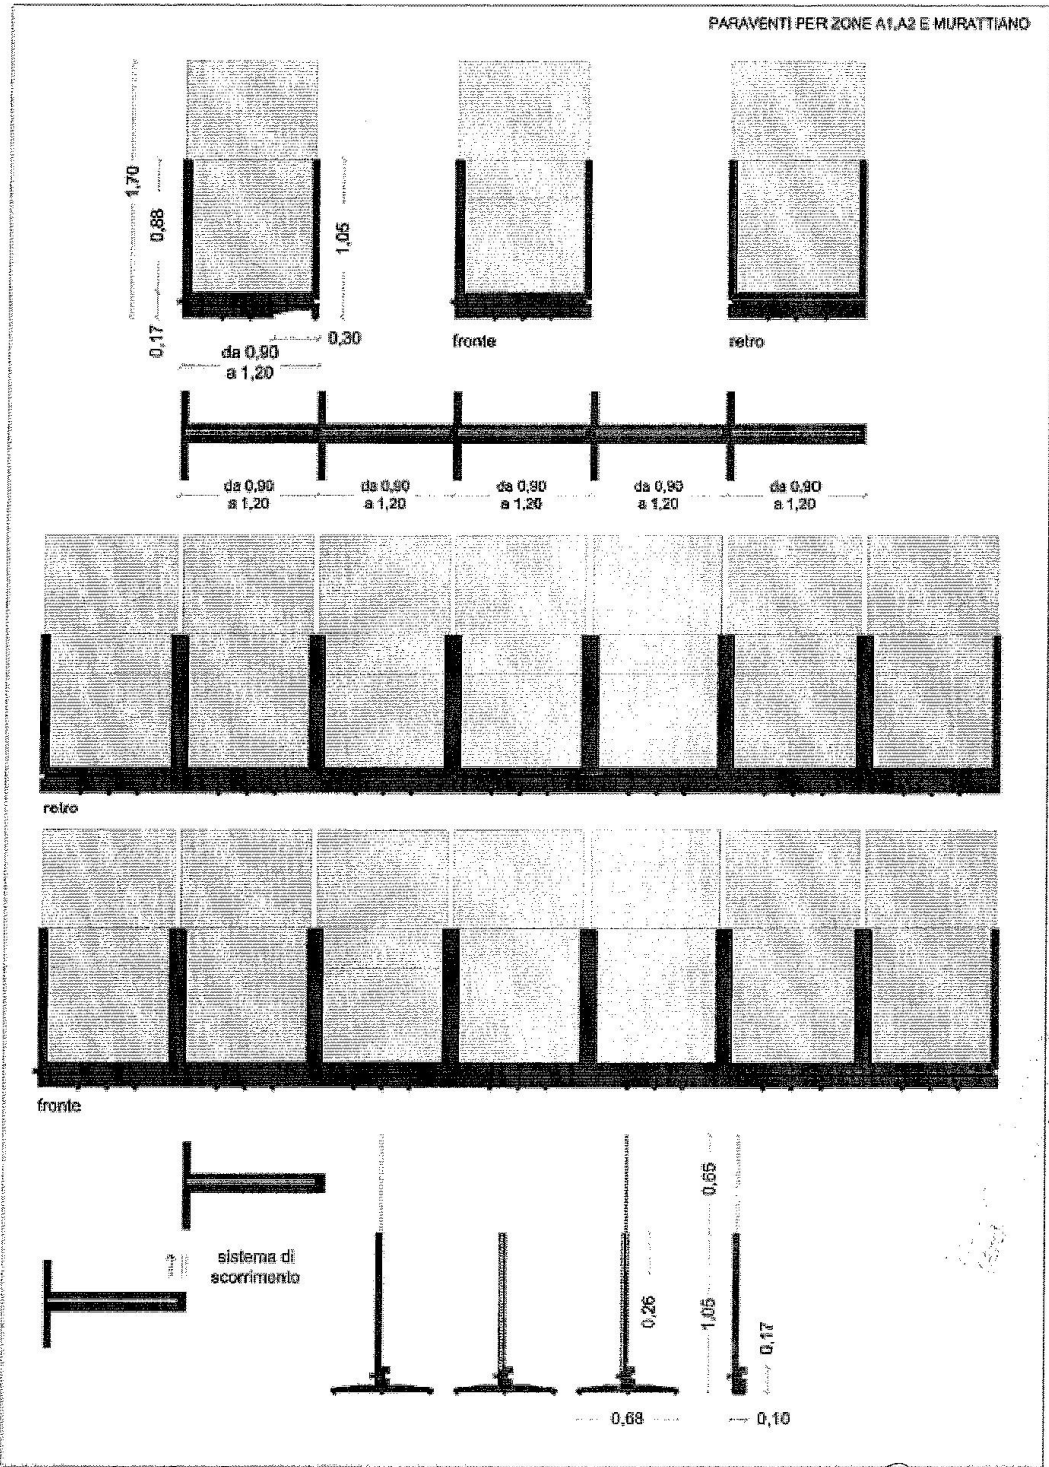 PARAVENTI PER ZONE A1,A2 E MURATTIANO
1,70
0,88
1,05
0,17
0,30
da 0,90
a 1,20
fronte
retro
da 0,90
a 1,20
da 0,90
a 1,20
da 0,90
a 1,20
da 0,90
a 1,20
da 0,90
a 1,20
retro
fronte
sistema di
scorrimento
0,65
0,26
1,05
0,17
0,68
0,10